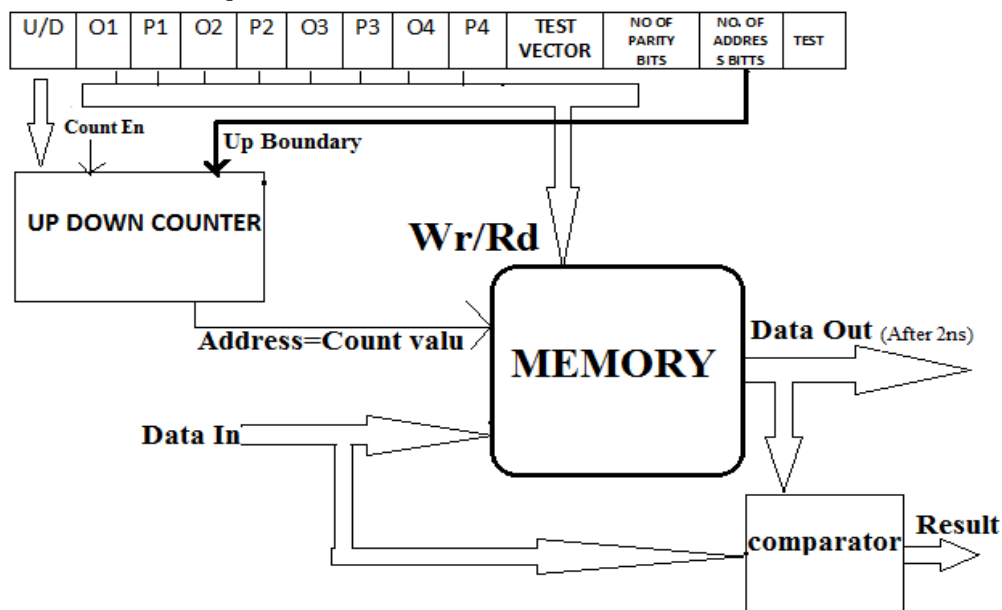 U/D O1 P1 O2 P2 O3 P3 O4 P4 TEST VECTOR NO OF PARITY BITS NO. OF ADDRES S BITTS TEST
Count En
Up Boundary
UP DOWN COUNTER
Wr/Rd
Address=Count valu
MEMORY
Data Out (After 2ns)
Data In
comparator
Result